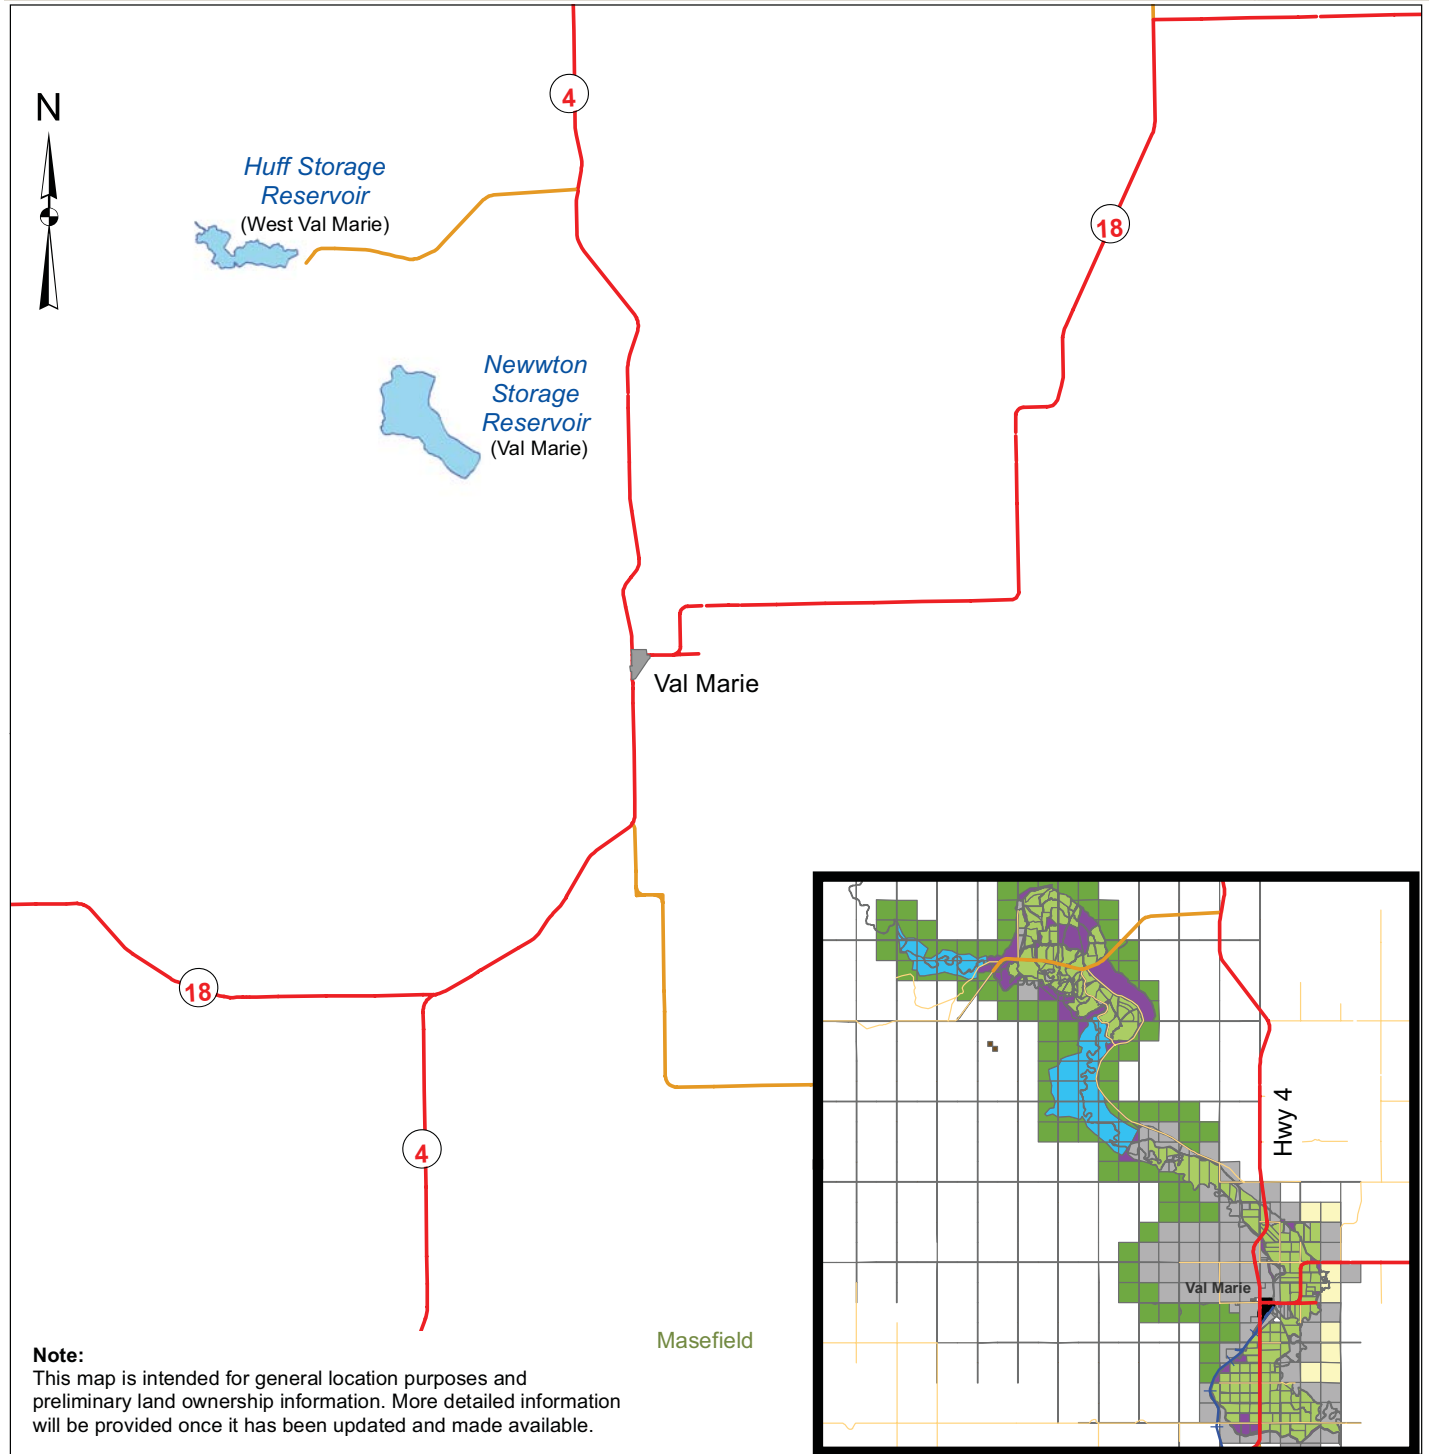 4
N
Huff Storage
Reservoir
(West Val Marie)
18
Newwton
Storage
Reservoir
(Val Marie)
Val Marie
18
4
Hwy 4
Val Marie
Masefield
Note:
This map is intended for general location purposes and
preliminary land ownership information. More detailed information
will be provided once it has been updated and made available.